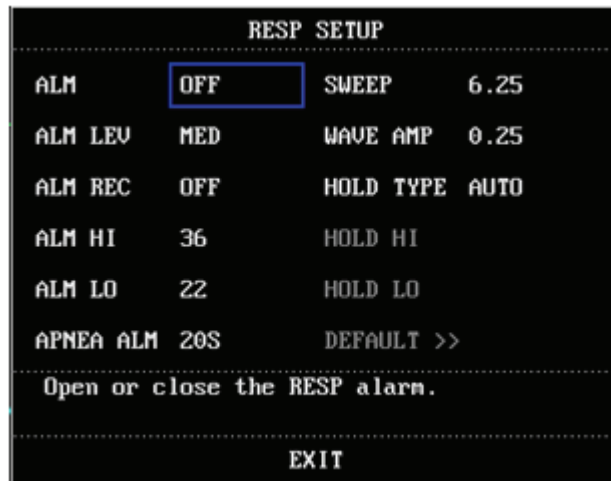 RESP SETUP
ALM OFF SWEEP 6.25
ALM LEV MED WAVE AMP 0.25
ALM REC OFF HOLD TYPE AUTO
ALM HI 36 HOLD HI
ALM LO 22 HOLD LO
APNEA ALM 20S DEFAULT >>
Open or close the RESP alarm.
EXIT